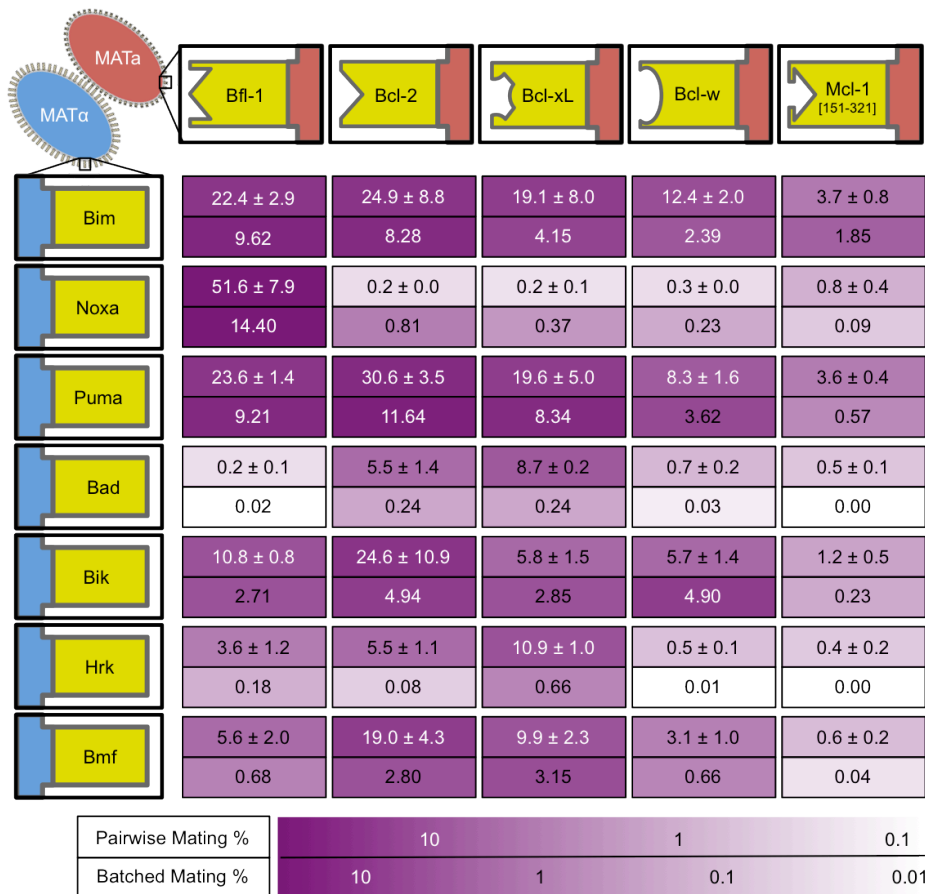 MATa
MATα
Bfl-1 Bcl-2 Bcl-xL Bcl-w Mcl-1
[151-321]
Bim
22.4 ± 2.9 24.9 ± 8.8 19.1 ± 8.0 12.4 ± 2.0 3.7 ± 0.8
9.62 8.28 4.15 2.39 1.85
Noxa
51.6 ± 7.9 0.2 ± 0.0 0.2 ± 0.1 0.3 ± 0.0 0.8 ± 0.4
14.40 0.81 0.37 0.23 0.09
Puma
23.6 ± 1.4 30.6 ± 3.5 19.6 ± 5.0 8.3 ± 1.6 3.6 ± 0.4
9.21 11.64 8.34 3.62 0.57
Bad
0.2 ± 0.1 5.5 ± 1.4 8.7 ± 0.2 0.7 ± 0.2 0.5 ± 0.1
0.02 0.24 0.24 0.03 0.00
Bik
10.8 ± 0.8 24.6 ± 10.9 5.8 ± 1.5 5.7 ± 1.4 1.2 ± 0.5
2.71 4.94 2.85 4.90 0.23
Hrk
3.6 ± 1.2 5.5 ± 1.1 10.9 ± 1.0 0.5 ± 0.1 0.4 ± 0.2
0.18 0.08 0.66 0.01 0.00
Bmf
5.6 ± 2.0 19.0 ± 4.3 9.9 ± 2.3 3.1 ± 1.0 0.6 ± 0.2
0.68 2.80 3.15 0.66 0.04
Pairwise Mating % 10 1 0.1
Batched Mating % 10 1 0.1 0.01